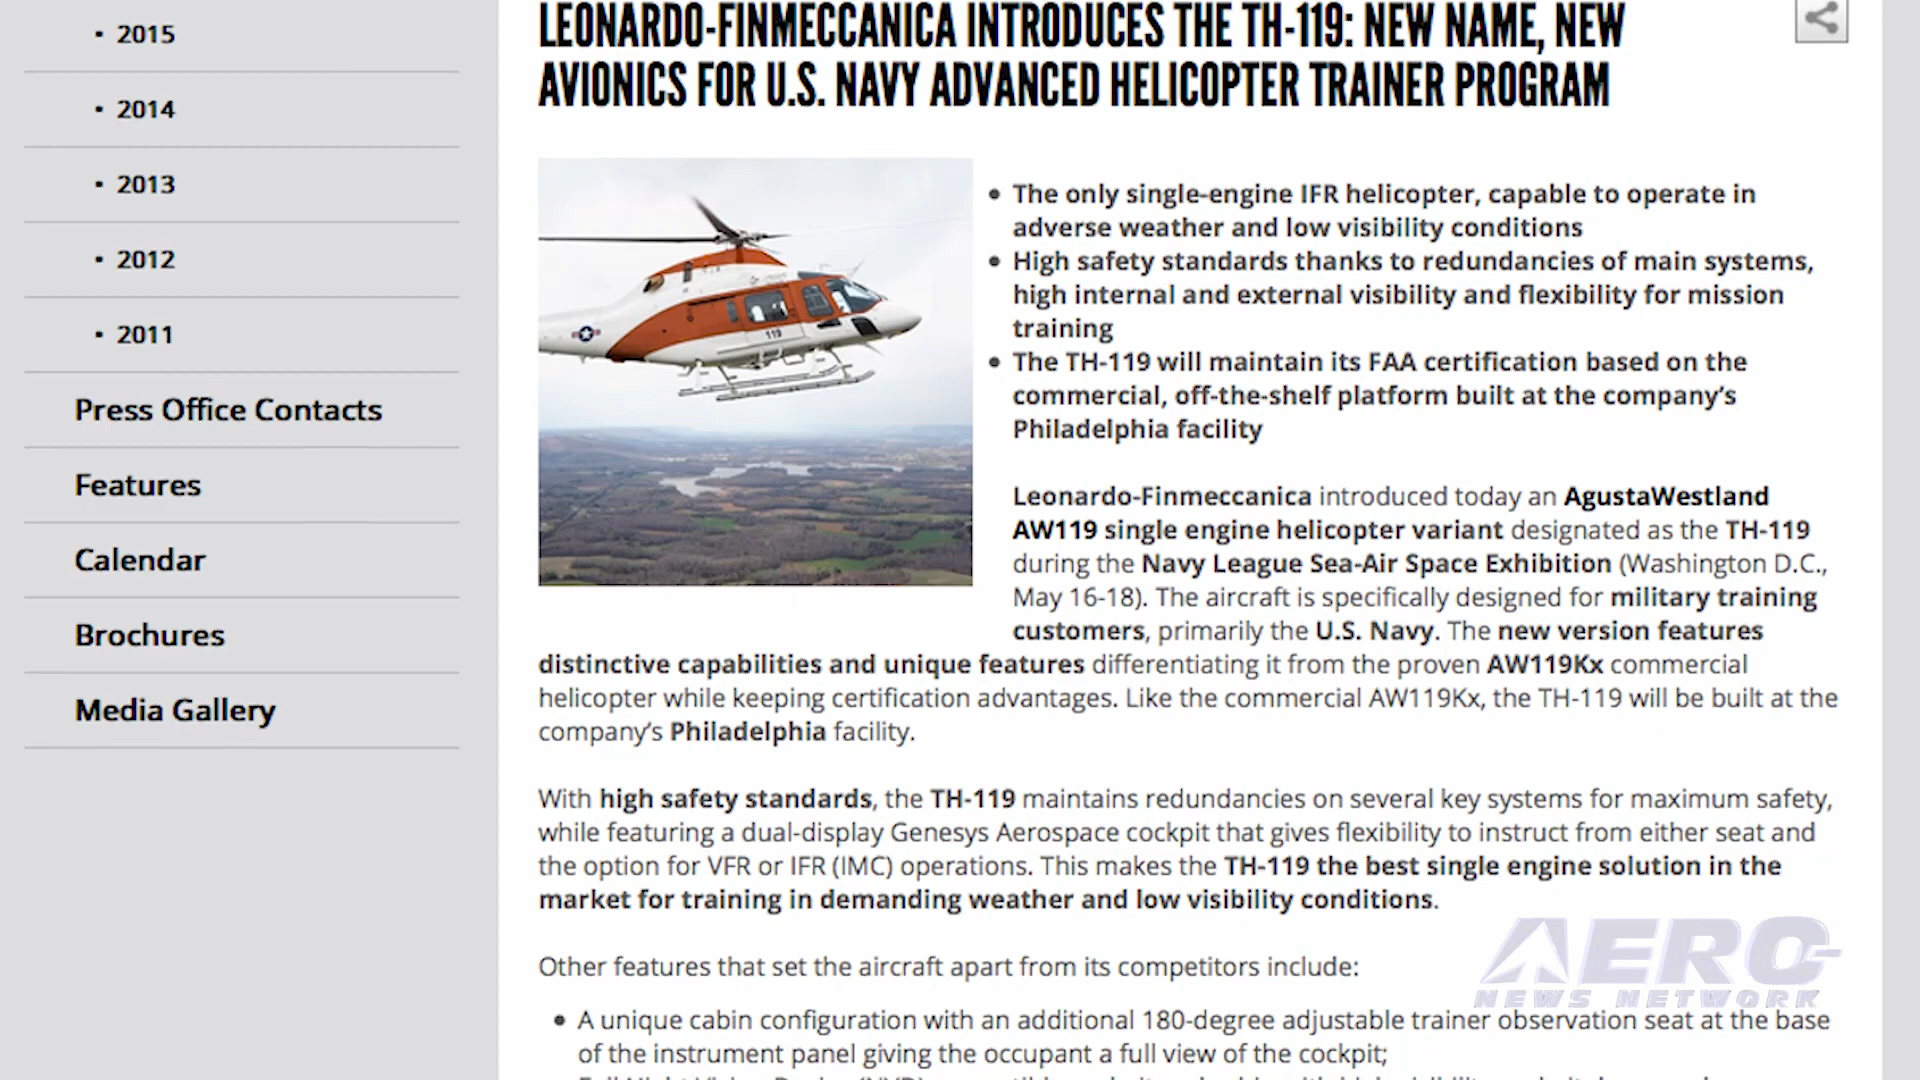 • 2015
• 2014
• 2013
• 2012
• 2011
Press Office Contacts
Features
Calendar
Brochures
Media Gallery
LEONARDO-FINMECCANICA INTRODUCES THE TH-119: NEW NAME, NEW
AVIONICS FOR U.S. NAVY ADVANCED HELICOPTER TRAINER PROGRAM
119
• The only single-engine IFR helicopter, capable to operate in
adverse weather and low visibility conditions
• High safety standards thanks to redundancies of main systems,
high internal and external visibility and flexibility for mission
training
• The TH-119 will maintain its FAA certification based on the
commercial, off-the-shelf platform built at the company's
Philadelphia facility
Leonardo-Finmeccanica introduced today an AgustaWestland
AW119 single engine helicopter variant designated as the TH-119
during the Navy League Sea-Air Space Exhibition (Washington D.C.,
May 16-18). The aircraft is specifically designed for military training
customers, primarily the U.S. Navy. The new version features
distinctive capabilities and unique features differentiating it from the proven AW119Kx commercial
helicopter while keeping certification advantages. Like the commercial AW119Kx, the TH-119 will be built at the
company's Philadelphia facility.
With high safety standards, the TH-119 maintains redundancies on several key systems for maximum safety,
while featuring a dual-display Genesys Aerospace cockpit that gives flexibility to instruct from either seat and
the option for VFR or IFR (IMC) operations. This makes the TH-119 the best single engine solution in the
market for training in demanding weather and low visibility conditions.
Other features that set the aircraft apart from its competitors include:
• A unique cabin configuration with an additional 180-degree adjustable trainer observation seat at the base
of the instrument panel giving the occupant a full view of the cockpit;
AERO-
NEWS NETWORK